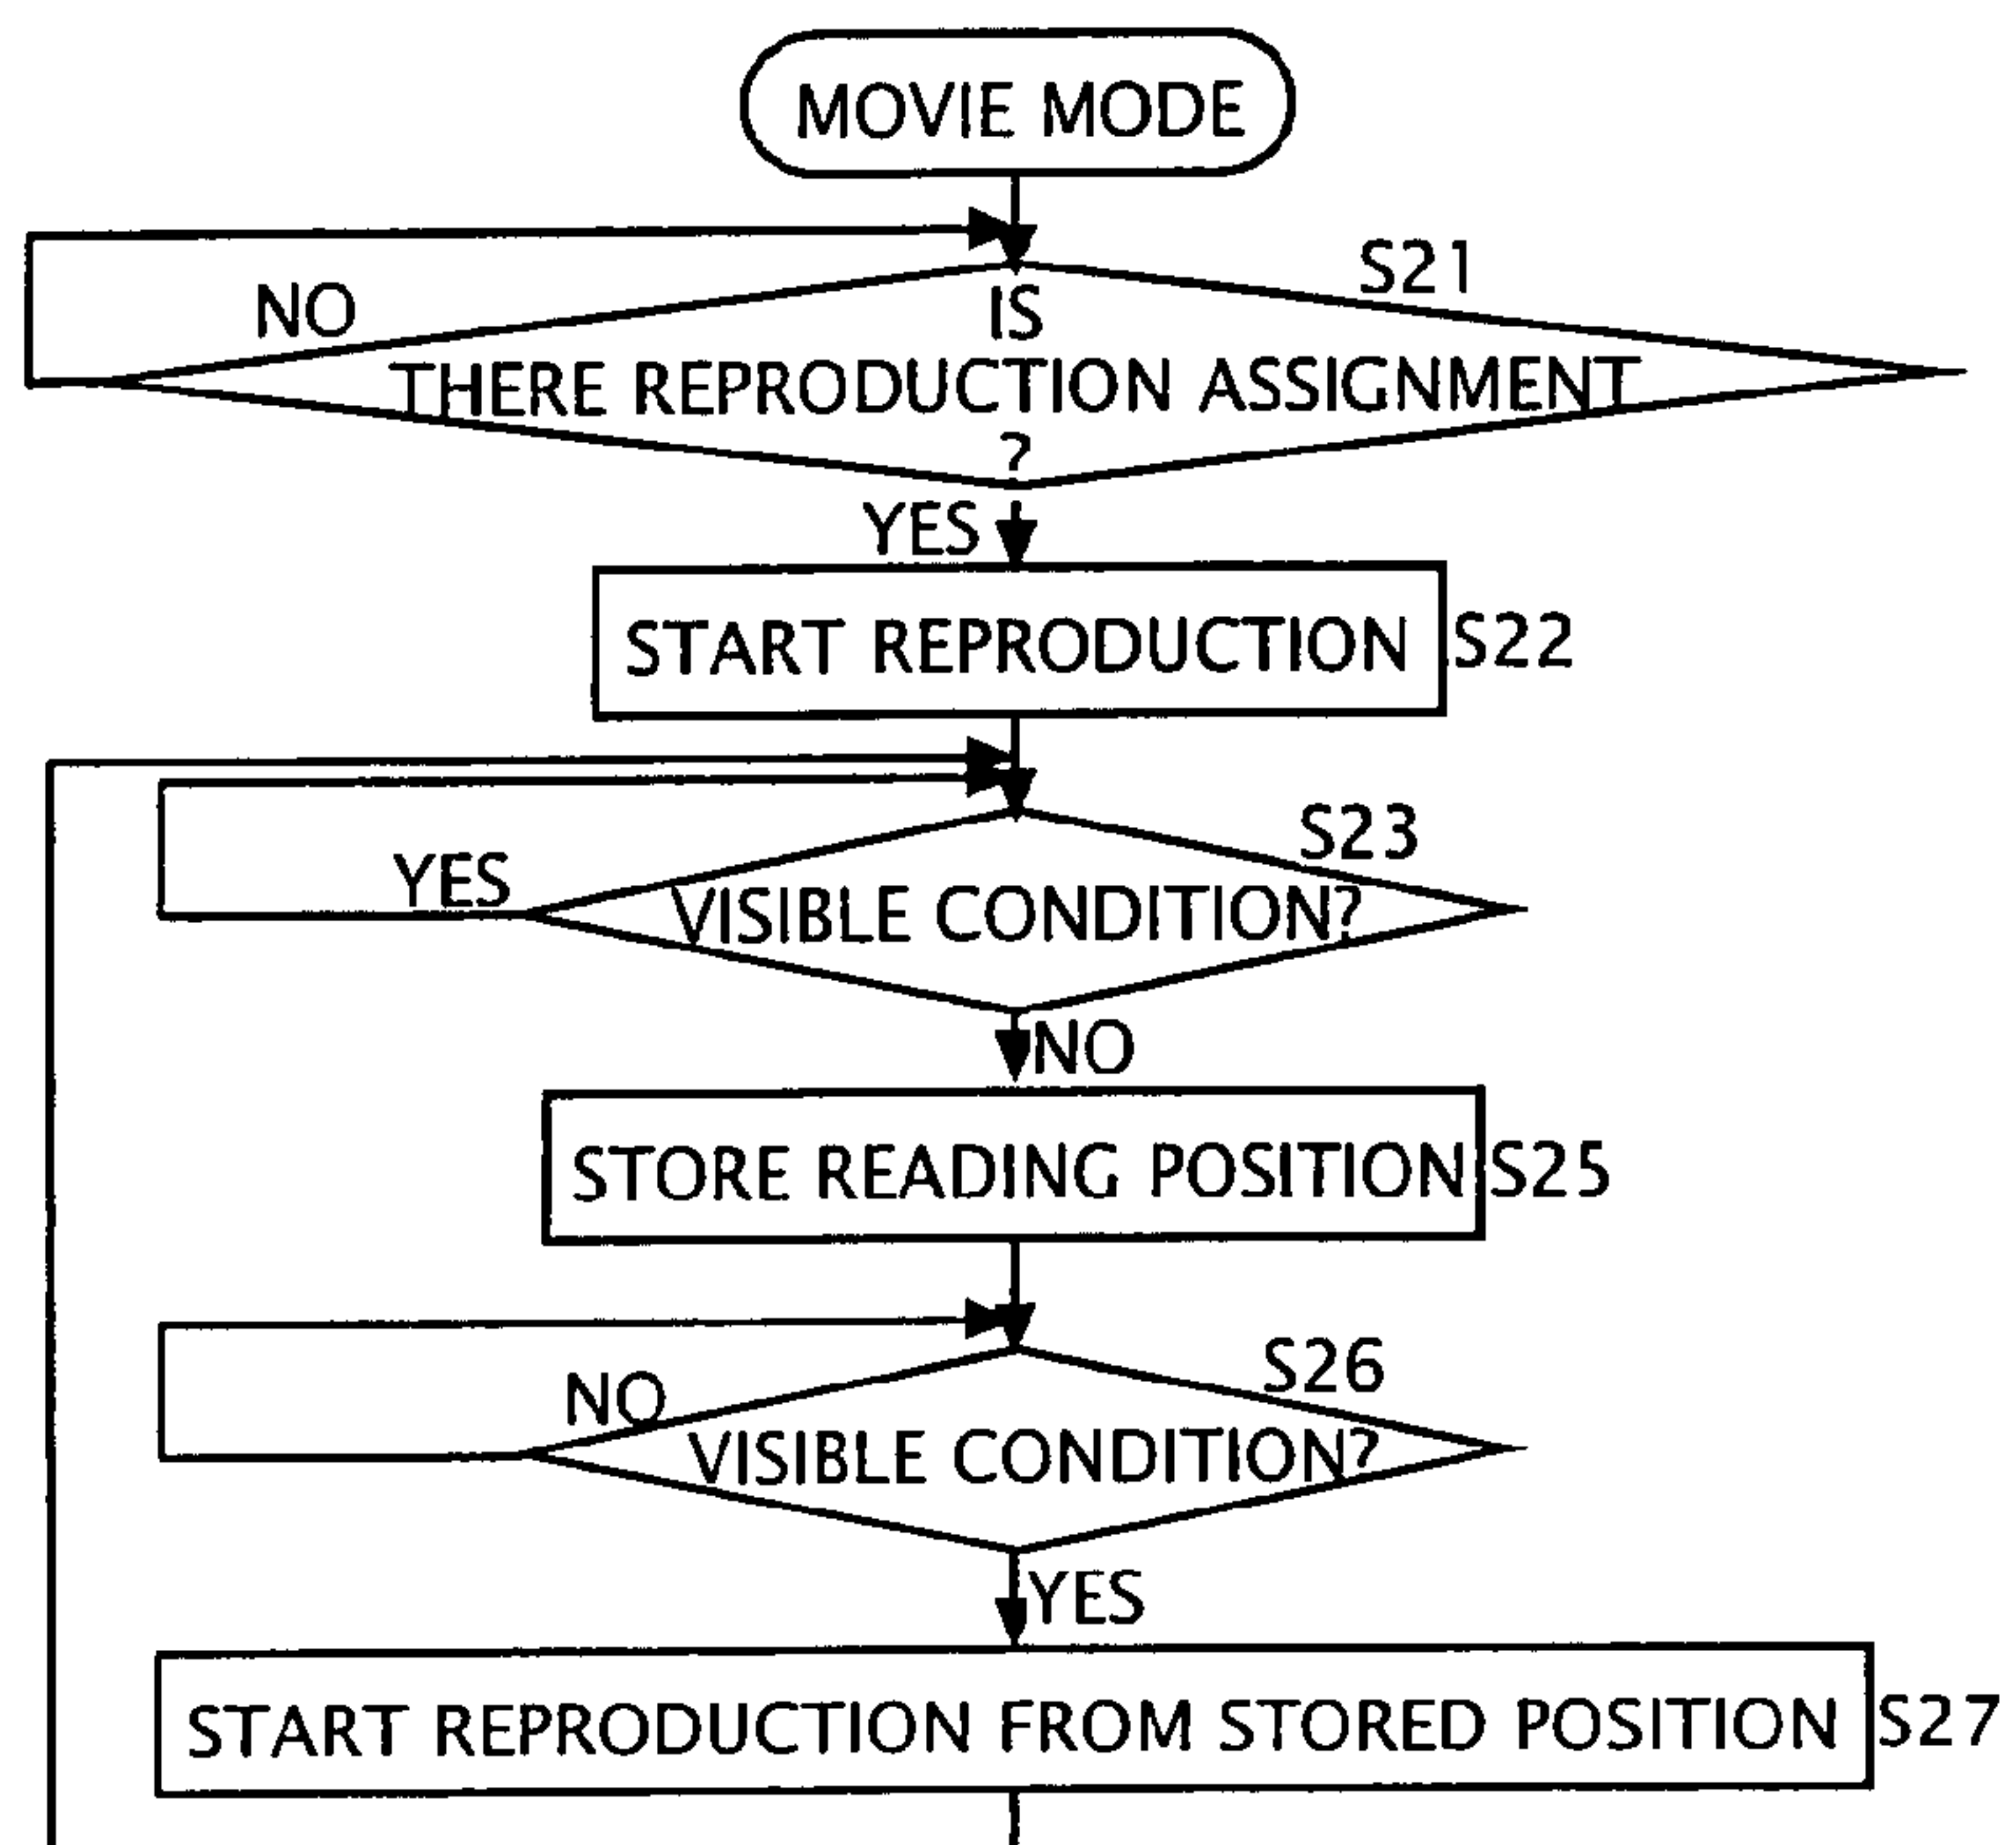 MOVIE MODE
S21
NO
IS
THERE REPRODUCTION ASSIGNMENT
?
YES
START REPRODUCTION S22
S23
YES
VISIBLE CONDITION?
NO
STORE READING POSITION S25
S26
NO
VISIBLE CONDITION?
YES
START REPRODUCTION FROM STORED POSITION S27